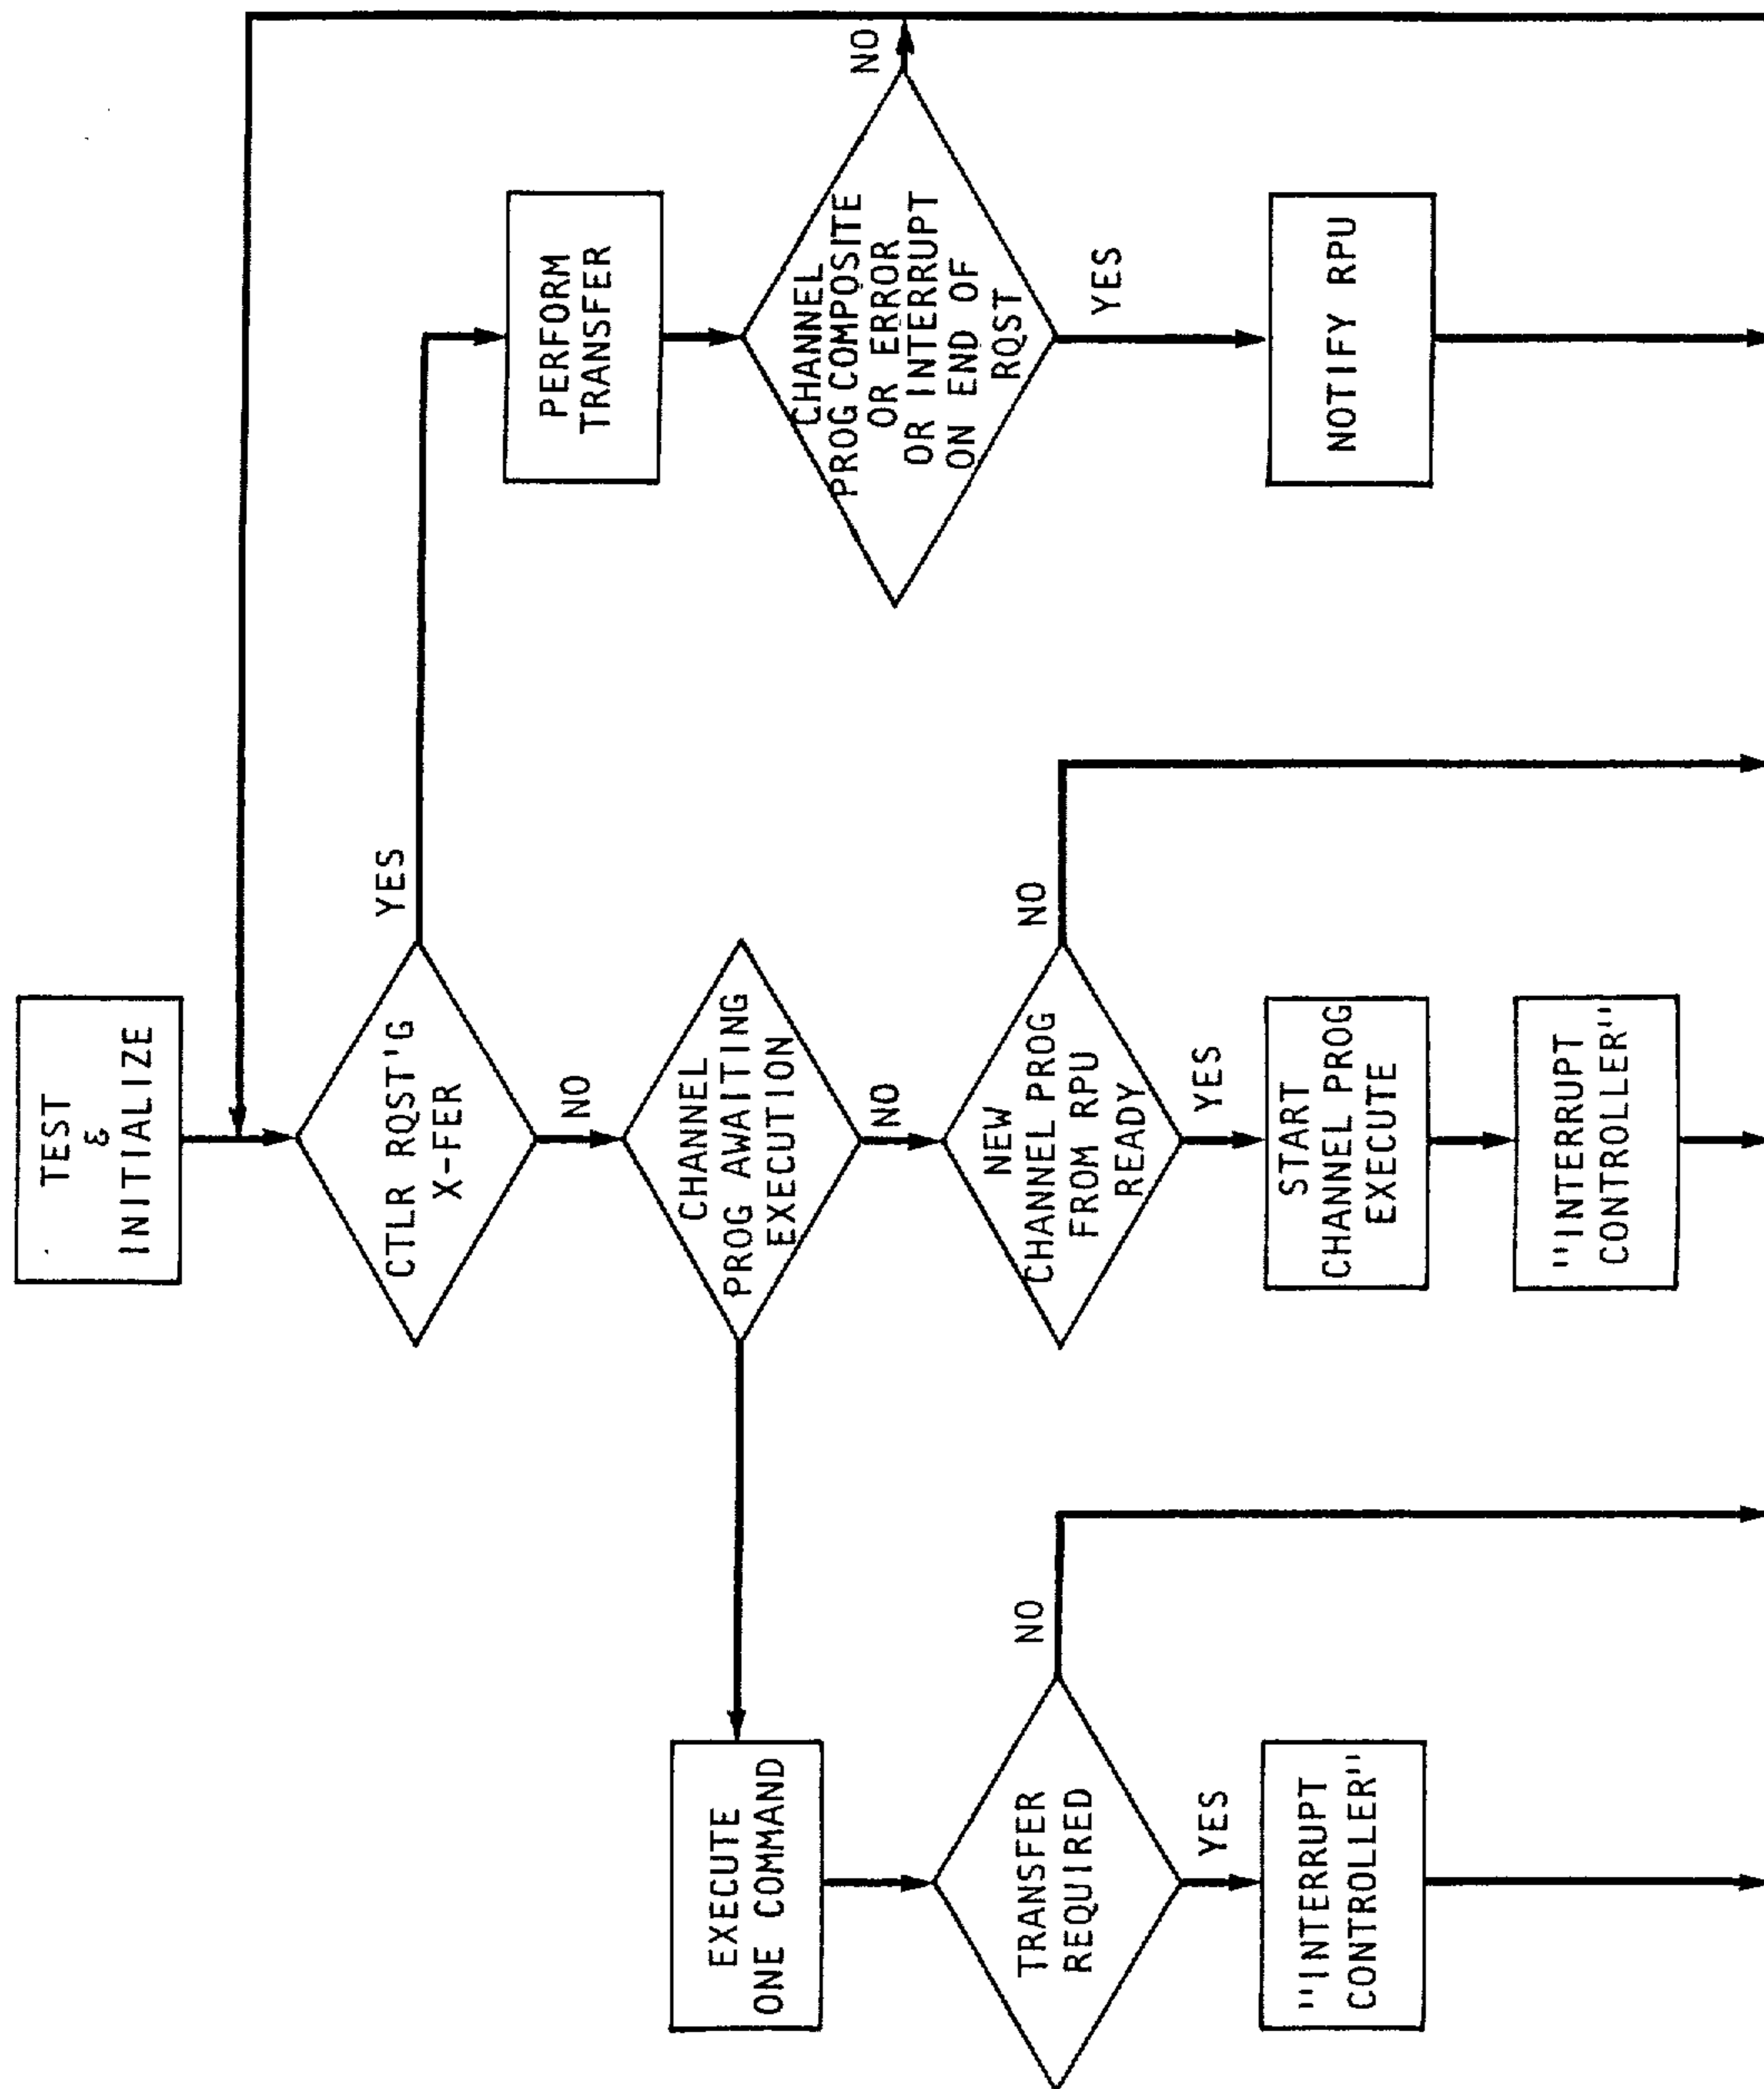 TEST
&
INITIALIZE
CTLR RQST'G
X-FER
YES
NO
PERFORM
TRANSFER
CHANNEL
PROG COMPOSITE
OR ERROR
OR INTERRUPT
ON END OF
RQST
NO
YES
NOTIFY RPU
CHANNEL
PROG AWAITING
EXECUTION
NO
NEW
CHANNEL PROG
FROM RPU
READY
NO
YES
START
CHANNEL PROG
EXECUTE
"INTERRUPT
CONTROLLER"
EXECUTE
ONE COMMAND
TRANSFER
REQUIRED
NO
YES
"INTERRUPT
CONTROLLER"